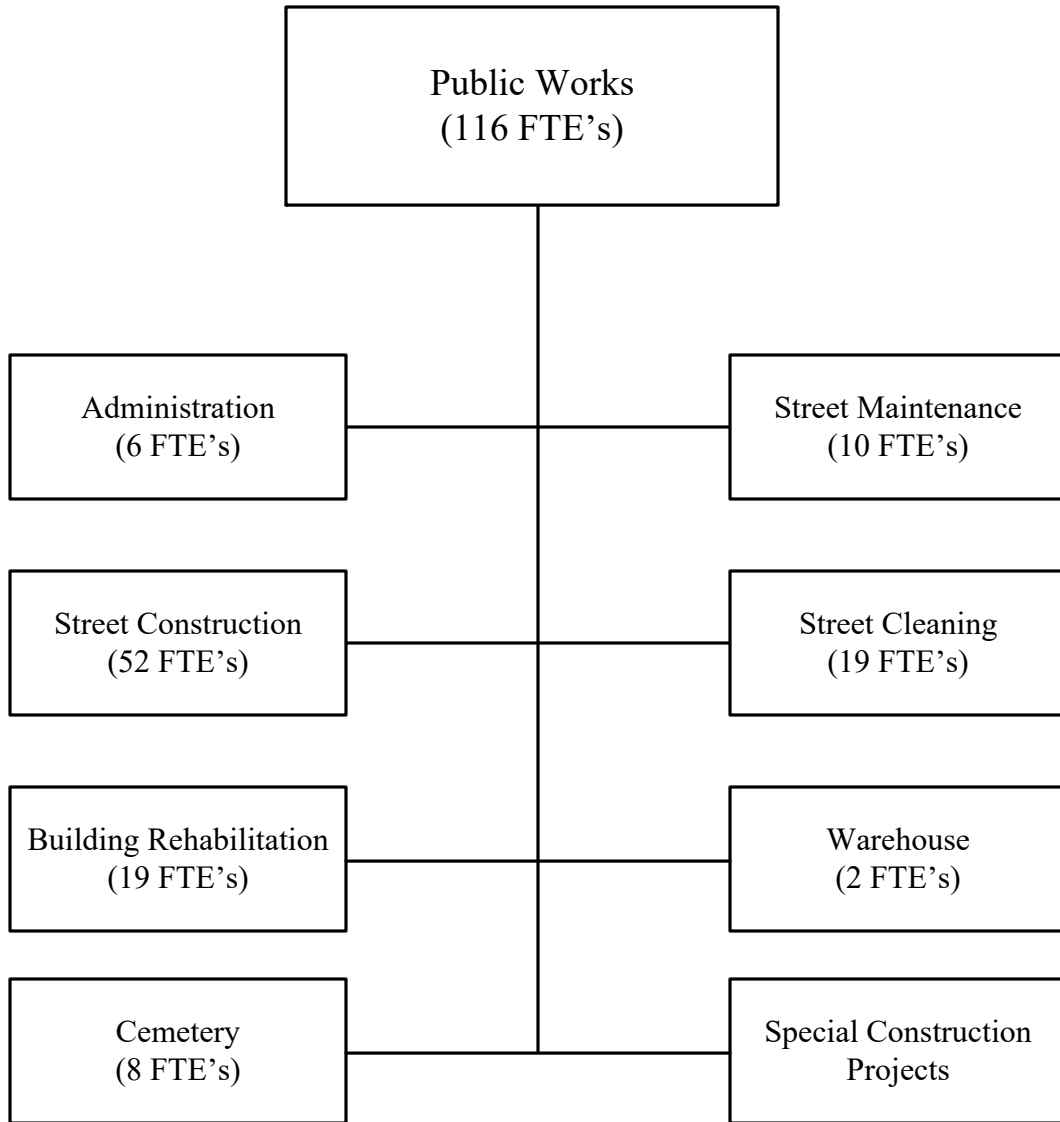 Public Works
(116 FTE’s)
Administration
(6 FTE’s)
Street Maintenance
(10 FTE’s)
Street Construction
(52 FTE’s)
Street Cleaning
(19 FTE’s)
Building Rehabilitation
(19 FTE’s)
Warehouse
(2 FTE’s)
Cemetery
(8 FTE’s)
Special Construction
Projects